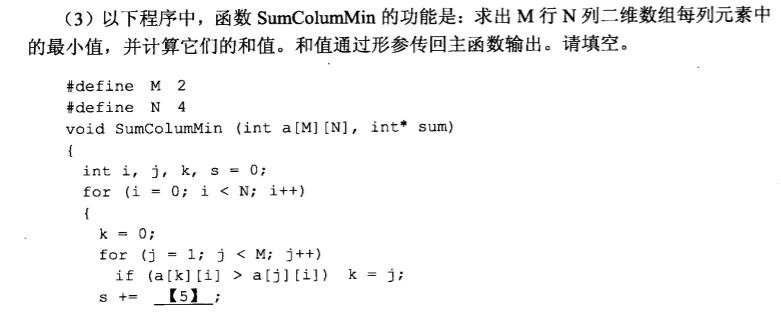 （3）以下程序中，函数 SumColumMin 的功能是：求出 M 行 N 列二维数组每列元素中
的最小值，并计算它们的和值。和值通过形参传回主函数输出。请填空。
#define M 2
#define N 4
void SumColumMin (int a[M][N], int* sum)
{
int i, j, k, s = 0;
for (i = 0; i < N; i++)
{
k = 0;
for (j = 1; j < M; j++)
if (a[k][i] > a[j][i]) k = j;
s += 【5】;